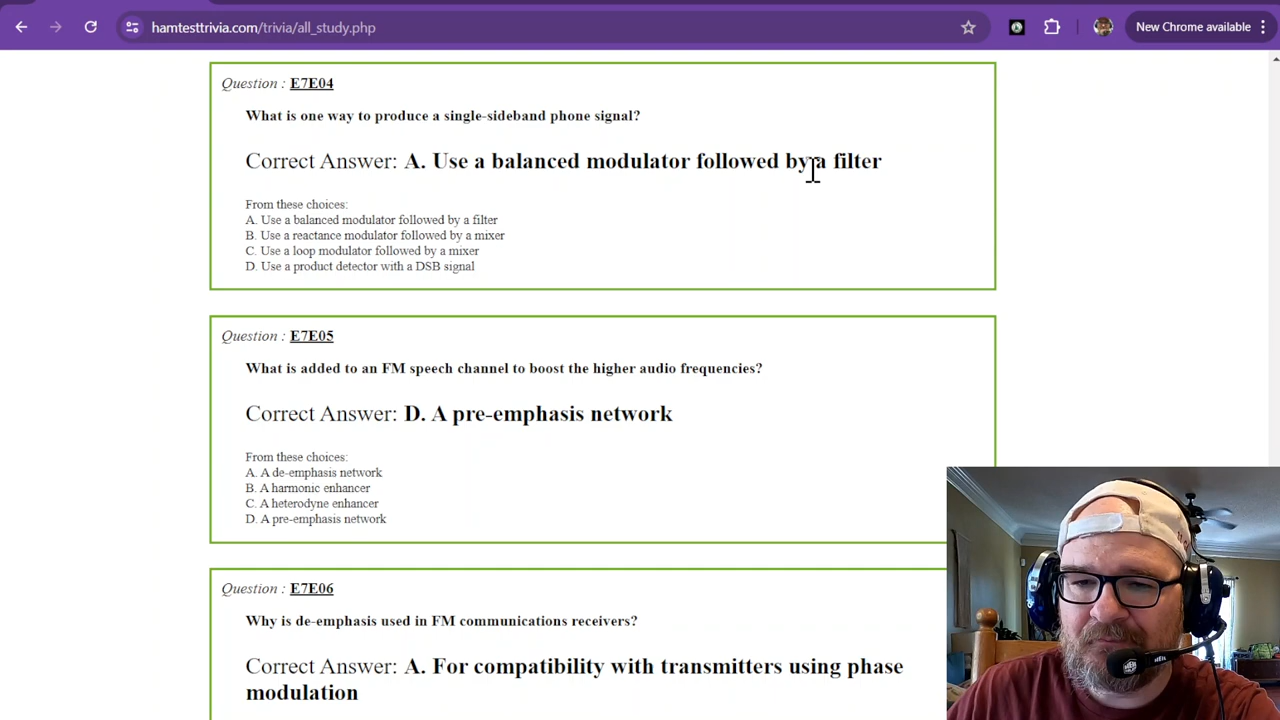 hamtesttrivia.com/trivia/all_study.php
New Chrome available
Question : E7E04
What is one way to produce a single-sideband phone signal?
Correct Answer: A. Use a balanced modulator followed by a filter
From these choices:
A. Use a balanced modulator followed by a filter
B. Use a reactance modulator followed by a mixer
C. Use a loop modulator followed by a mixer
D. Use a product detector with a DSB signal
Question : E7E05
What is added to an FM speech channel to boost the higher audio frequencies?
Correct Answer: D. A pre-emphasis network
From these choices:
A. A de-emphasis network
B. A harmonic enhancer
C. A heterodyne enhancer
D. A pre-emphasis network
Question : E7E06
Why is de-emphasis used in FM communications receivers?
Correct Answer: A. For compatibility with transmitters using phase
modulation